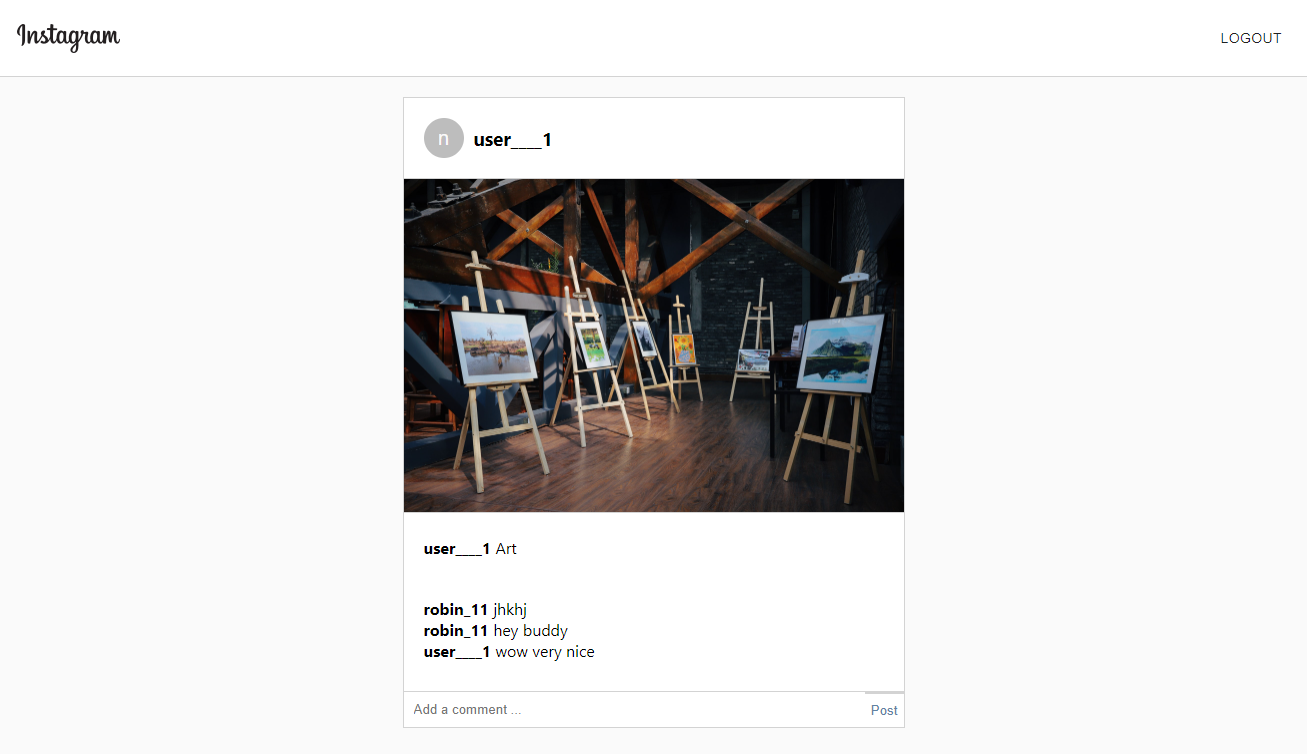 Instagram
LOGOUT
n
user____1
user____1 Art
robin_11 jhkhj
robin_11 hey buddy
user____1 wow very nice
Add a comment ...
Post